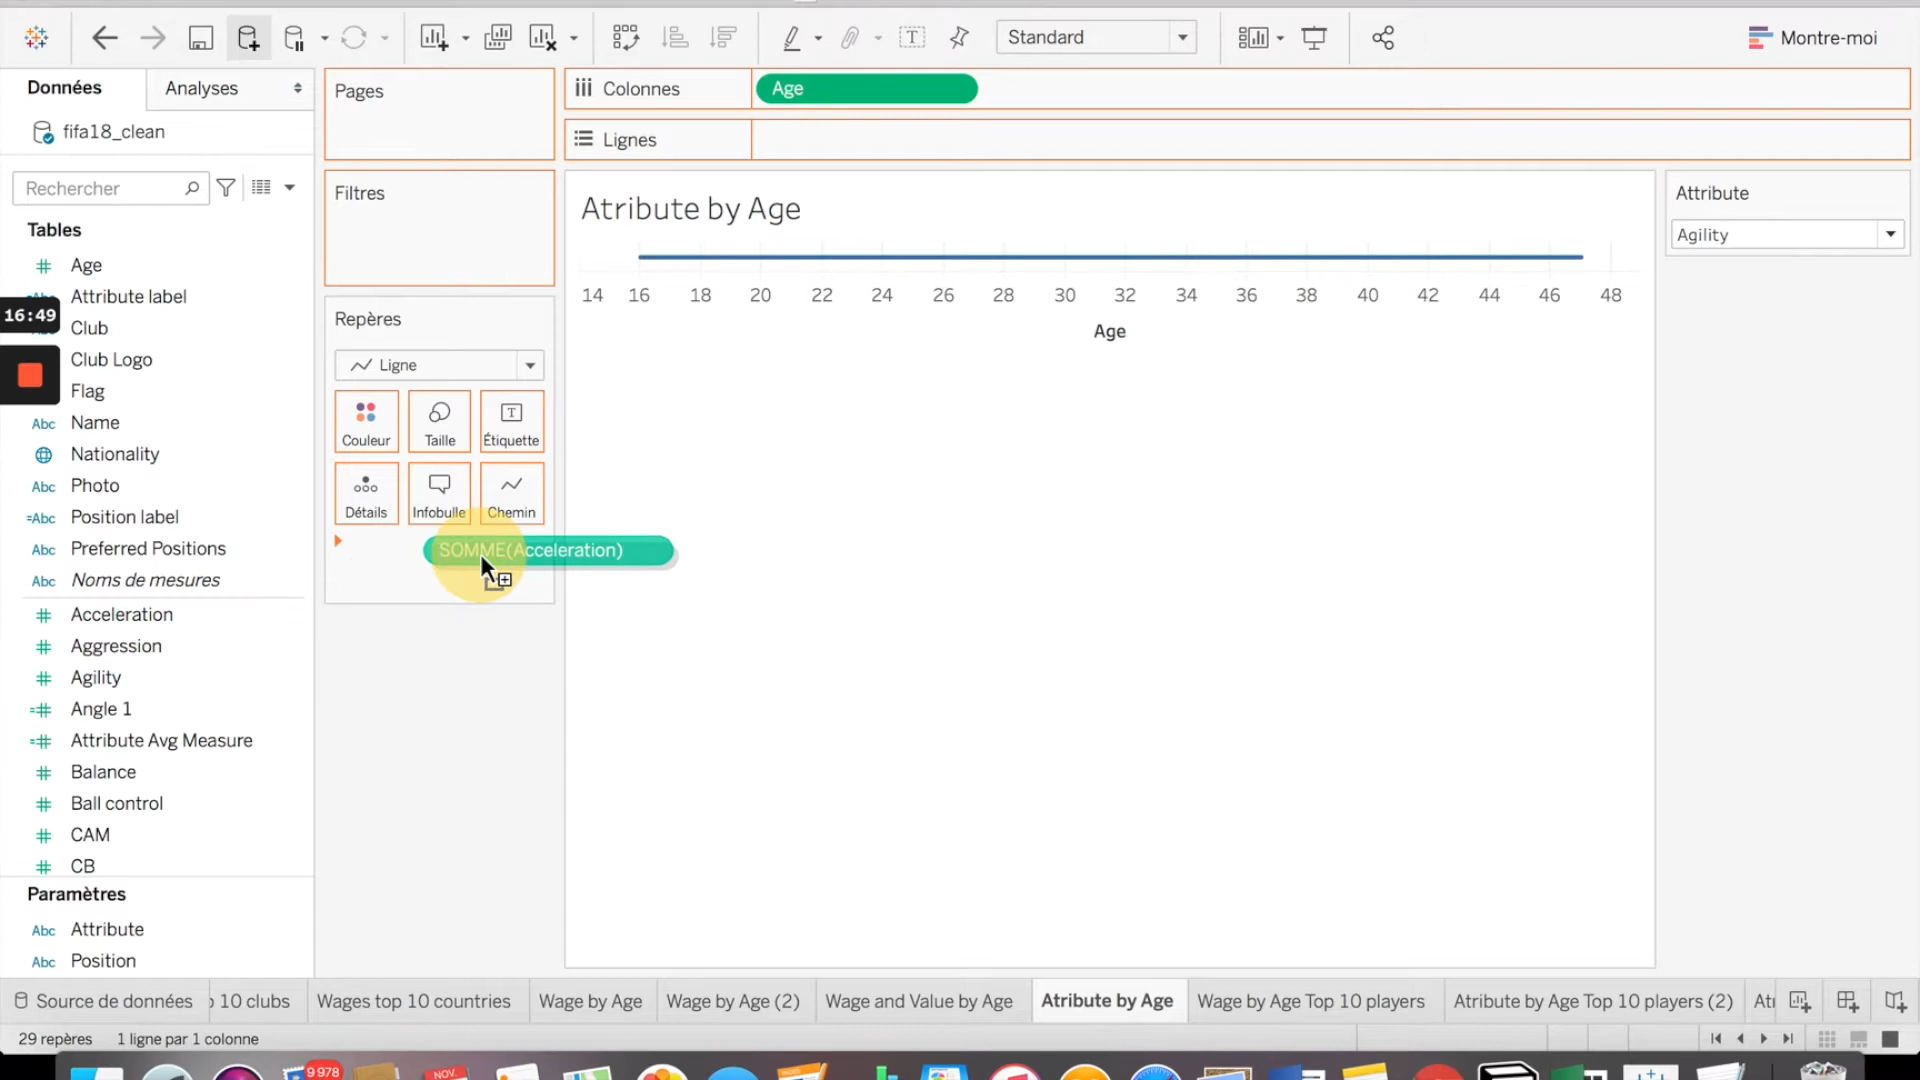 Standard
Montre-moi
Données
Analyses
Pages
Colonnes
Age
fifa18_clean
Lignes
Rechercher
Filtres
Attribute
Agility
Tables
Atribute by Age
14 16 18 20 22 24 26 28 30 32 34 36 38 40 42 44 46 48
Age
Age
Abc Attribute label
16:49
Club
Club Logo
Flag
Abc Name
Nationality
Abc Photo
=Abc Position label
Abc Preferred Positions
Abc Noms de mesures
Acceleration
Aggression
Agility
Angle 1
Attribute Avg Measure
Balance
Ball control
CAM
CB
Paramètres
Abc Attribute
Abc Position
Repères
Ligne
Couleur
Taille
T
Étiquette
Détails
Infobulle
Chemin
SOMME(Acceleration)
Source de données
10 clubs
Wages top 10 countries
Wage by Age
Wage by Age (2)
Wage and Value by Age
Atribute by Age
Wage by Age Top 10 players
Atribute by Age Top 10 players (2)
29 repères
1 ligne par 1 colonne
9 978
NOV.
PAGES